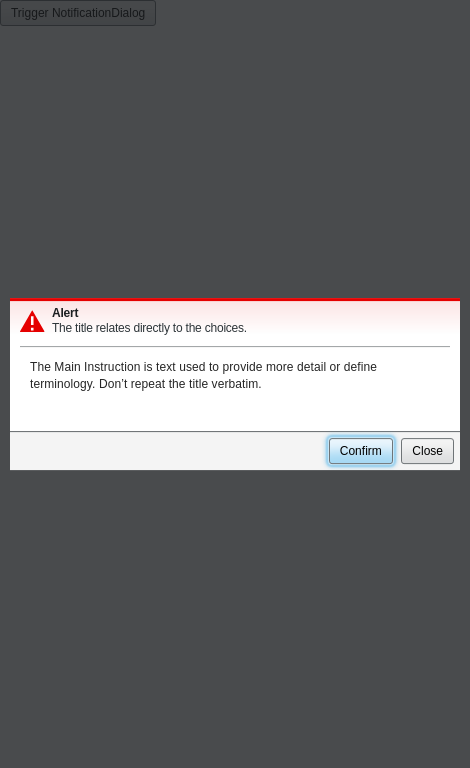 Trigger NotificationDialog
Alert
The title relates directly to the choices.
The Main Instruction is text used to provide more detail or define
terminology. Don’t repeat the title verbatim.
Confirm Close